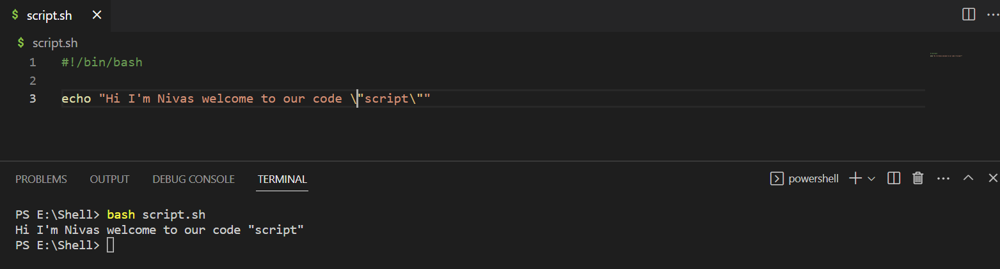 $ script.sh ×
$ script.sh
1 #!/bin/bash
2
3 echo "Hi I'm Nivas welcome to our code \"script\""
PROBLEMS OUTPUT DEBUG CONSOLE TERMINAL powershell
PS E:\Shell> bash script.sh
Hi I'm Nivas welcome to our code "script"
PS E:\Shell>